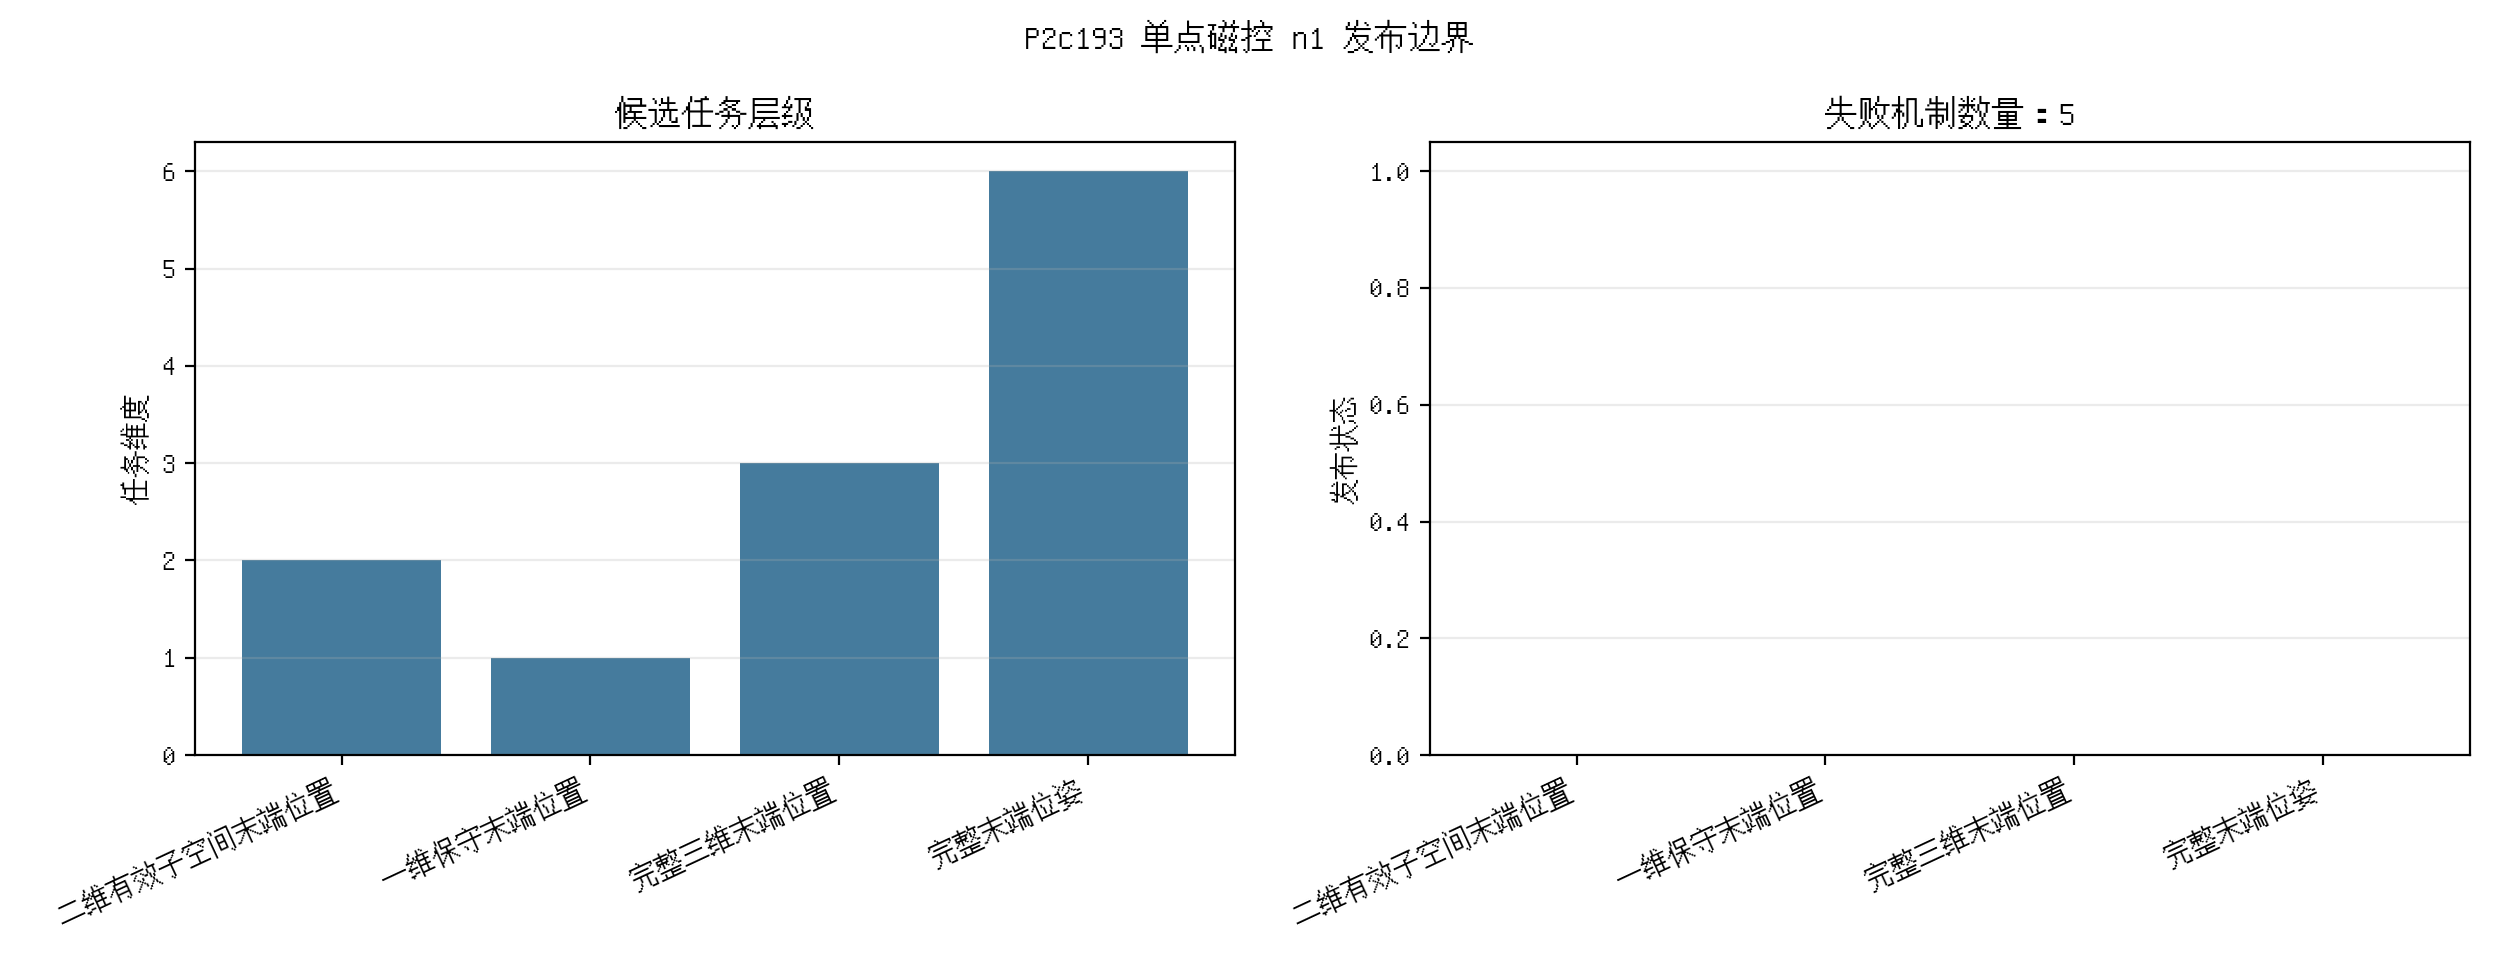 P2c193 单点磁控 n1 发布边界
候选任务层级
任务维度
6
5
4
3
2
1
0
二维有效子空间末端位置
一维保守末端位置
完整三维末端位置
完整末端位姿
失败机制数量：5
发布状态
1.0
0.8
0.6
0.4
0.2
0.0
二维有效子空间末端位置
一维保守末端位置
完整三维末端位置
完整末端位姿